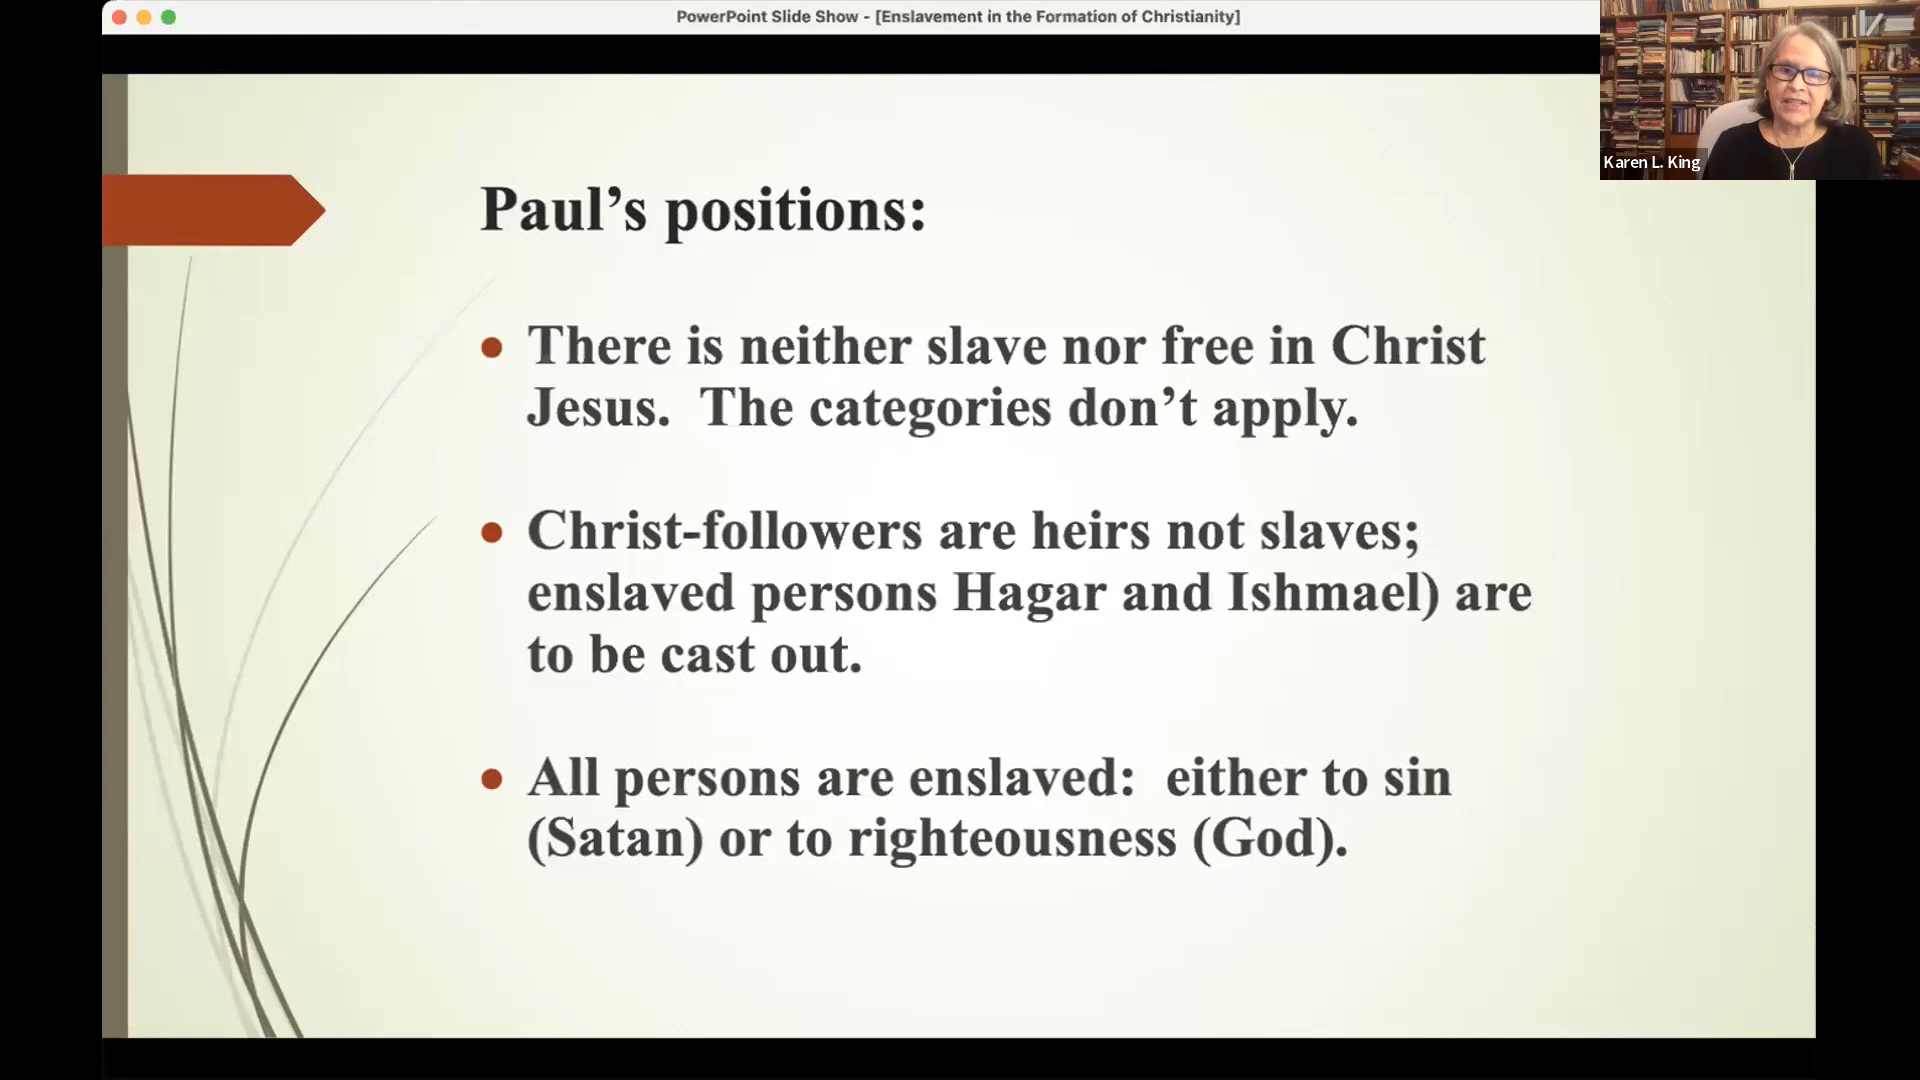 PowerPoint Slide Show - [Enslavement in the Formation of Christianity]
Karen L. King
Paul’s positions:
There is neither slave nor free in Christ
Jesus.  The categories don’t apply.
Christ-followers are heirs not slaves;
enslaved persons Hagar and Ishmael) are
to be cast out.
All persons are enslaved:  either to sin
(Satan) or to righteousness (God).